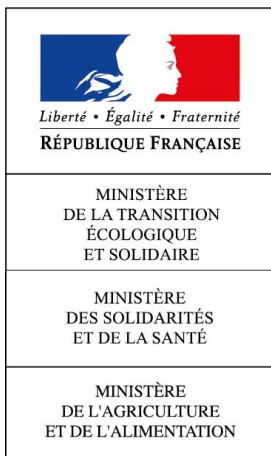 Liberté • Égalité • Fraternité
RÉPUBLIQUE FRANÇAISE
MINISTÈRE
DE LA TRANSITION
ÉCOLOGIQUE
ET SOLIDAIRE
MINISTÈRE
DES SOLIDARITÉS
ET DE LA SANTÉ
MINISTÈRE
DE L'AGRICULTURE
ET DE L'ALIMENTATION